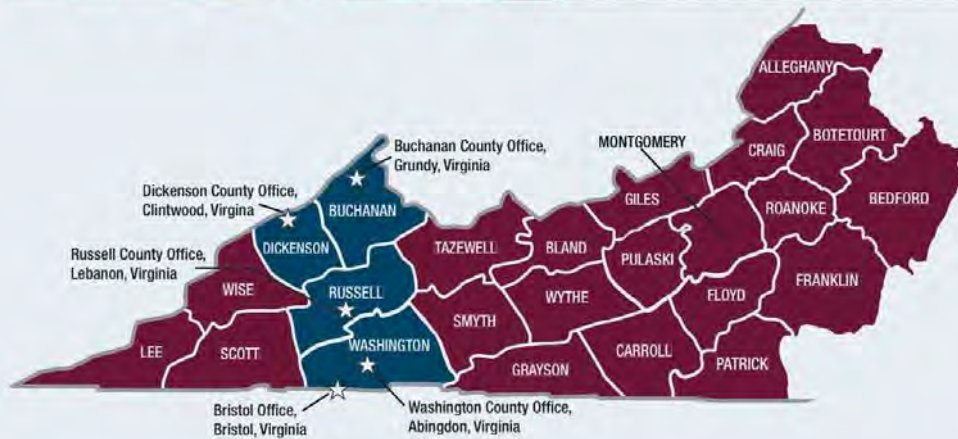 ALLEGHANY
BOTETOURT
MONTGOMERY
CRAIG
Buchanan County Office,
Grundy, Virginia
GILES
BEDFORD
Dickenson County Office,
Clintwood, Virgina
BUCHANAN
ROANOKE
DICKENSON
TAZEWELL
BLAND
PULASKI
Russell County Office,
Lebanon, Virginia
FRANKLIN
WISE
RUSSELL
WYTHE
FLOYD
SMYTH
LEE
SCOTT
WASHINGTON
CARROLL
PATRICK
GRAYSON
Bristol Office,
Bristol, Virginia
Washington County Office,
Abingdon, Virginia